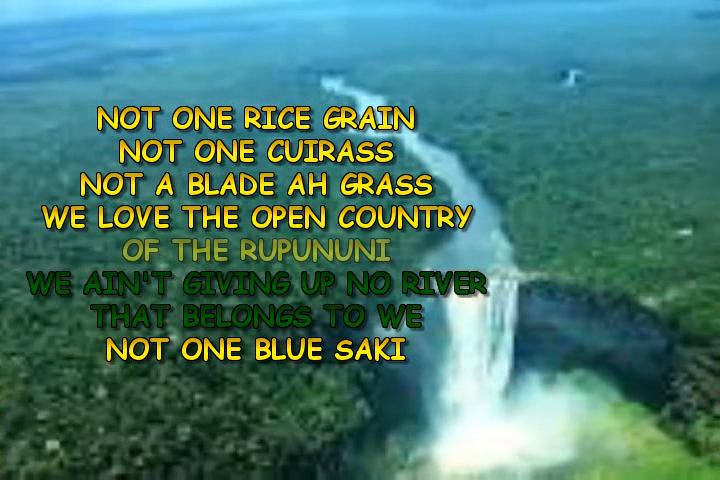 NOT ONE RICE GRAIN
NOT ONE CUIRASS
NOT A BLADE AH GRASS
WE LOVE THE OPEN COUNTRY
OF THE RUPUNUNI
WE AIN'T GIVING UP NO RIVER
THAT BELONGS TO WE
NOT ONE BLUE SAKI